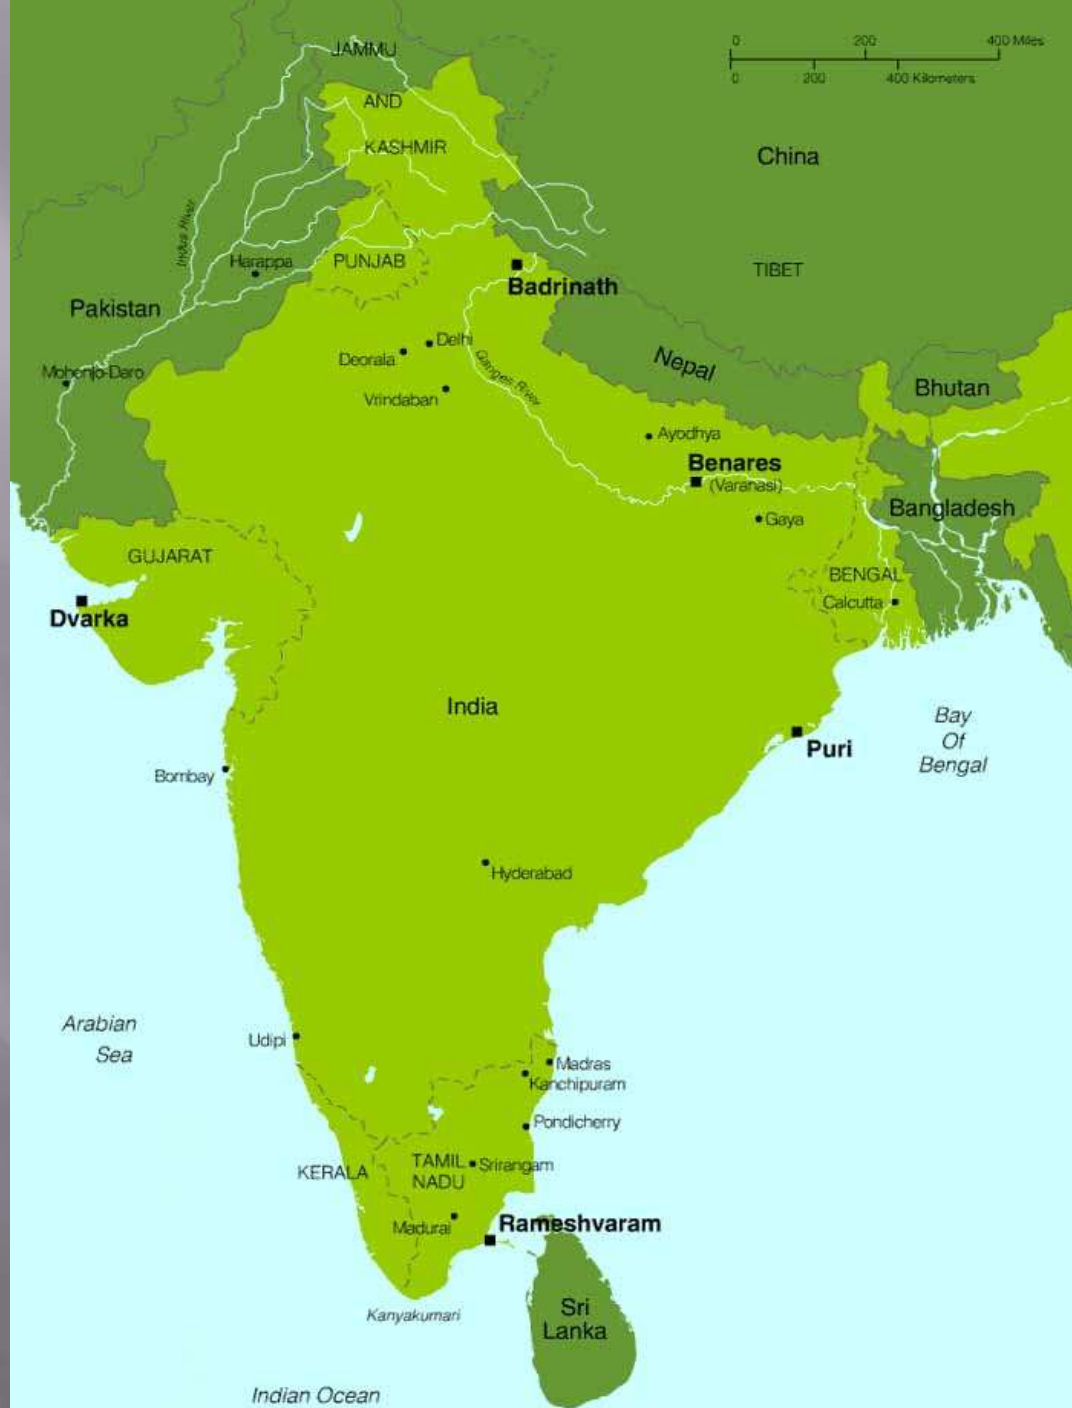 JAMMU
0 200 400 Miles
0 200 400 Kilometers
AND
KASHMIR
China
Indus River
Harappa
PUNJAB
TIBET
Badrinath
Pakistan
Delhi
Deorala
Nepal
Mohenjo-Daro
Ganges River
Bhutan
Vrindaban
Ayodhya
Benares
(Varanasi)
Bangladesh
Gaya
GUJARAT
BENGAL
Calcutta
Dvarka
India
Bay
Of
Bengal
Puri
Bombay
Hyderabad
Arabian
Sea
Udipi
Madras
Kanchipuram
Pondicherry
KERALA
TAMIL
NADU
Srirangam
Madurai
Rameshvaram
Sri
Lanka
Kanyakumari
Indian Ocean